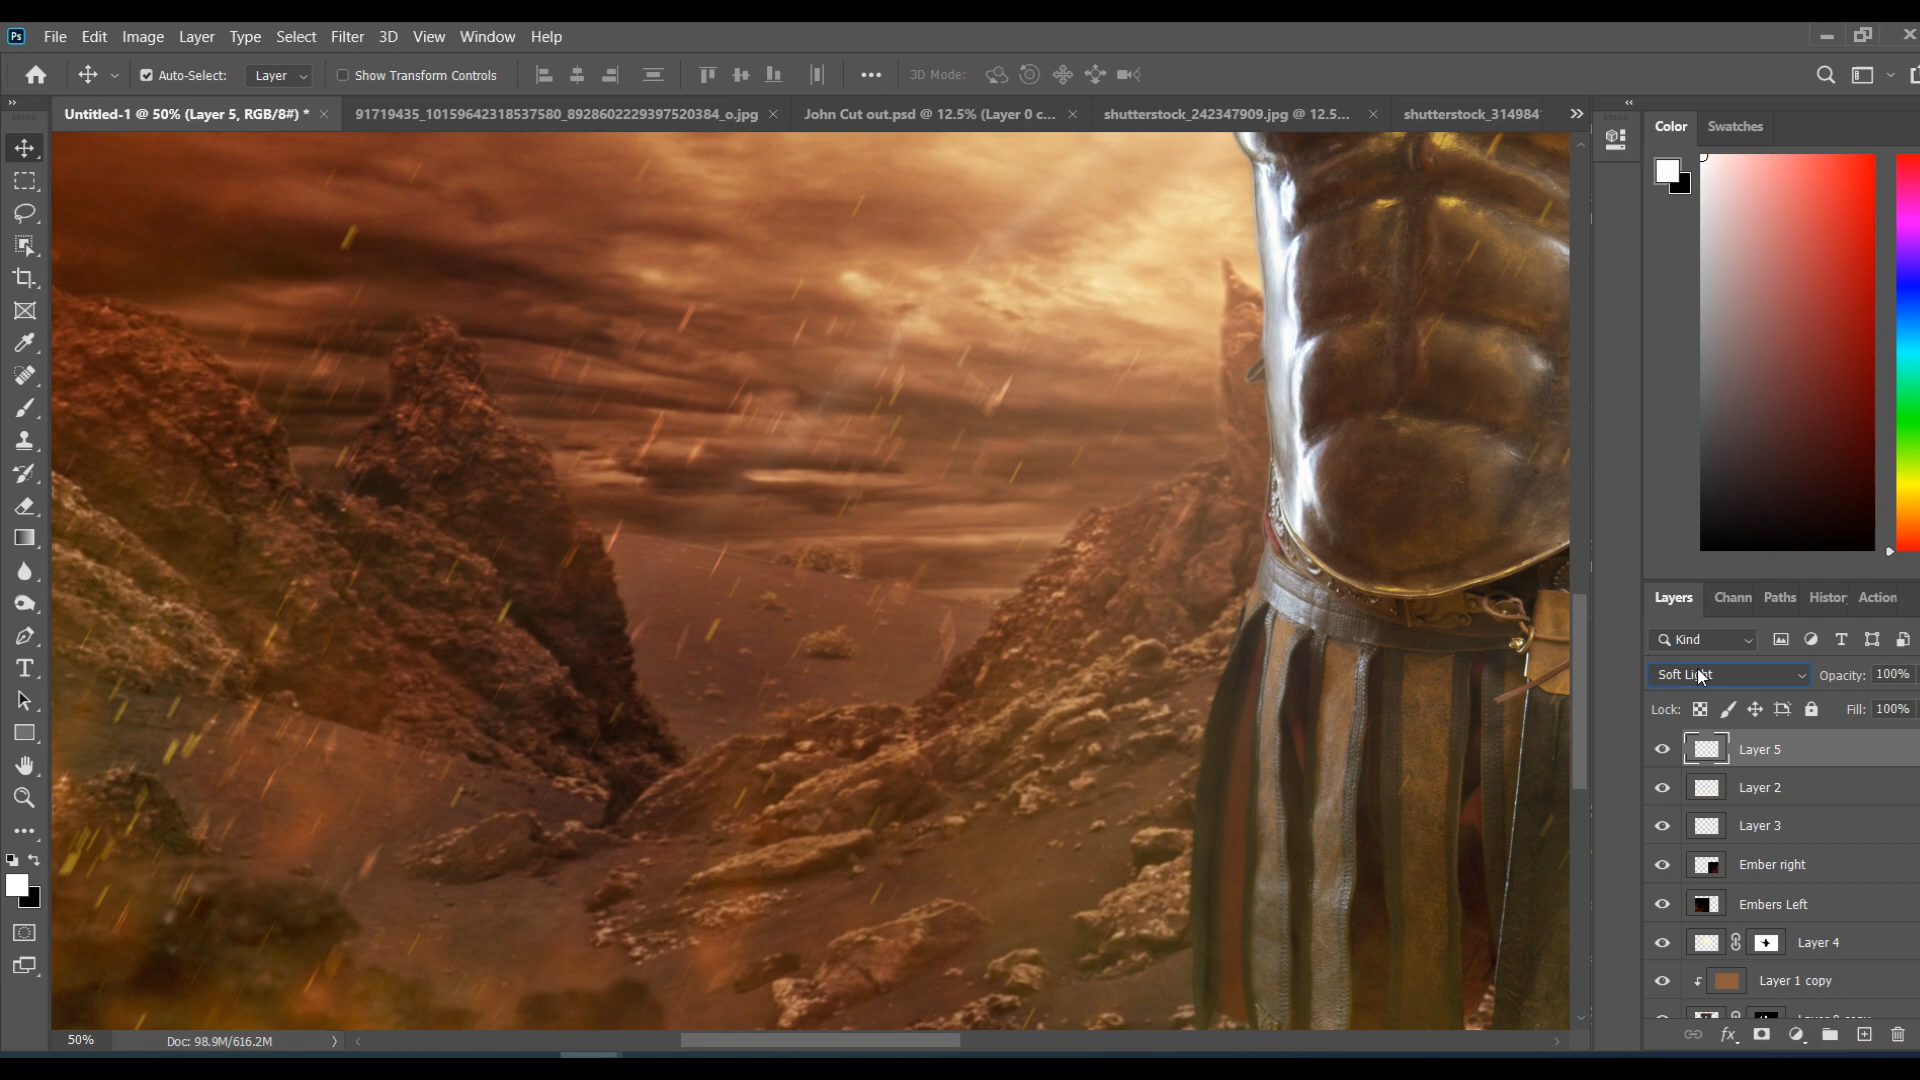 Ps File Edit Image Layer Type Select Filter 3D View Window Help
Auto-Select: Layer Show Transform Controls 3D Mode:
Untitled-1 @ 50% (Layer 5, RGB/8#) * 91719435_10159642318537580_8928602229397520384_o.jpg John Cut out.psd @ 12.5% (Layer 0 c... shutterstock_242347909.jpg @ 12.5... shutterstock_314984
Color Swatches
Layers Chann Paths Histor Action
Kind
Soft Light Opacity: 100%
Lock: Fill: 100%
Layer 5
Layer 2
Layer 3
Ember right
Embers Left
Layer 4
Layer 1 copy
fx
50% Doc: 98.9M/616.2M